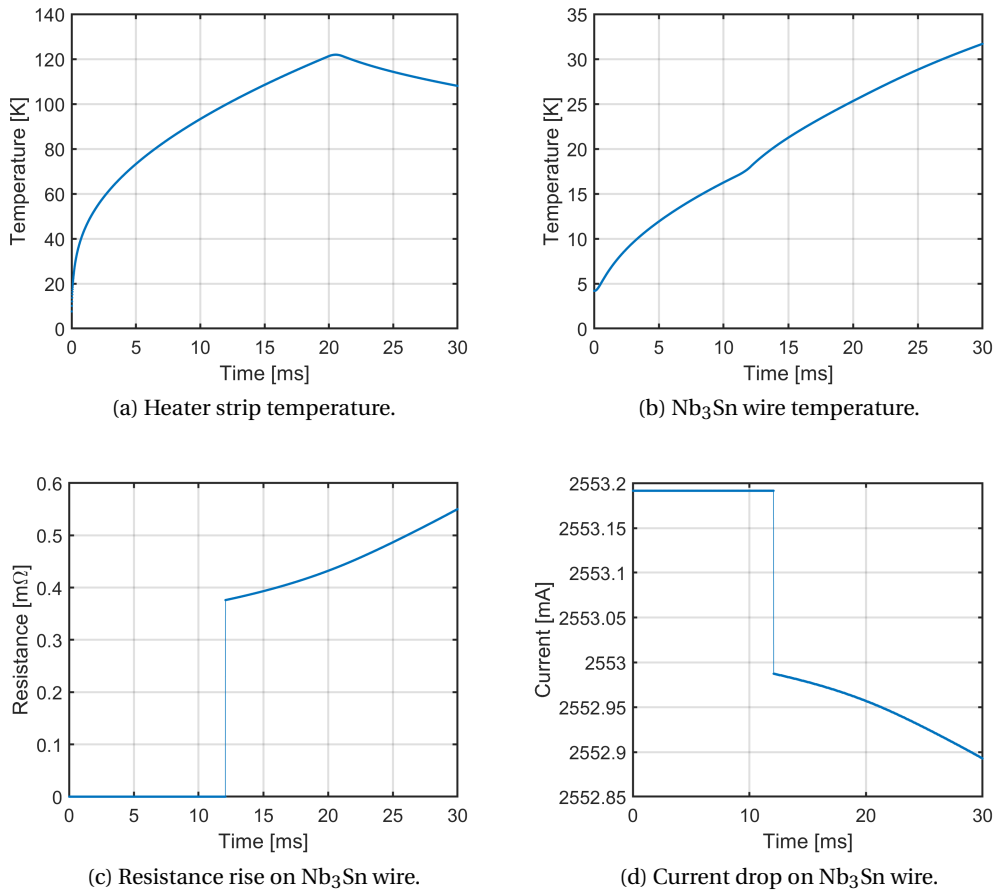 140
120
100
80
60
40
20
0
0 5 10 15 20 25 30
Temperature [K]
Time [ms]
(a) Heater strip temperature.
35
30
25
20
15
10
5
0
0 5 10 15 20 25 30
Temperature [K]
Time [ms]
(b) Nb₃Sn wire temperature.
0.6
0.5
0.4
0.3
0.2
0.1
0
0 5 10 15 20 25 30
Resistance [mΩ]
Time [ms]
(c) Resistance rise on Nb₃Sn wire.
2553.2
2553.15
2553.1
2553.05
2553
2552.95
2552.9
2552.85
0 10 20 30
Current [mA]
Time [ms]
(d) Current drop on Nb₃Sn wire.